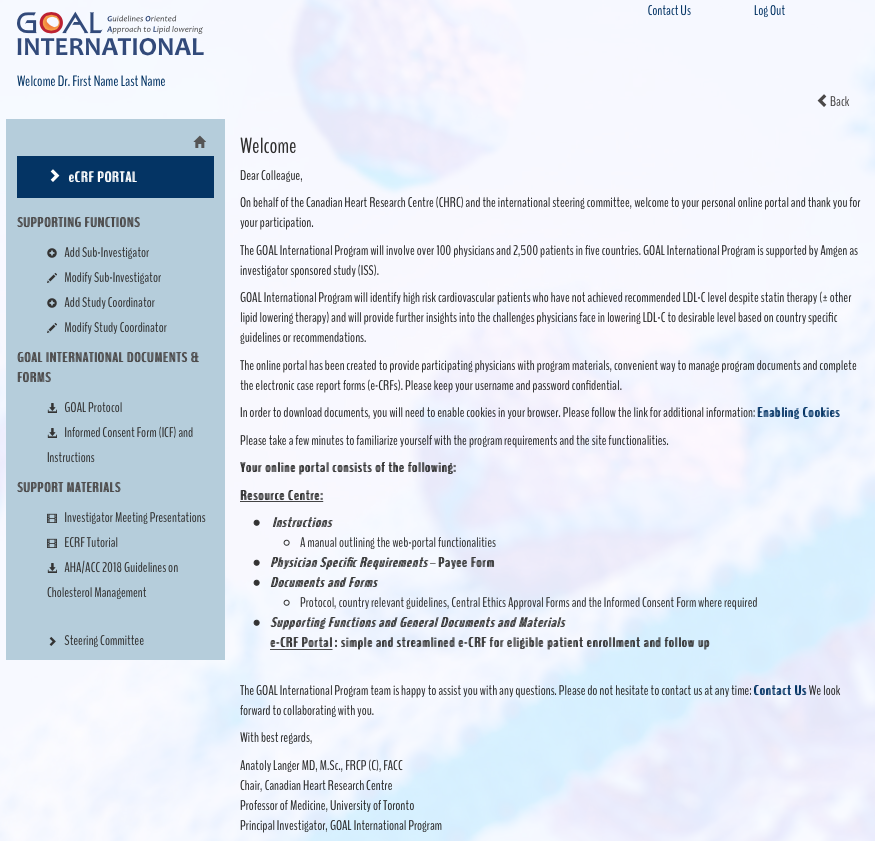 GOAL Guidelines Oriented
Approach to Lipid lowering
INTERNATIONAL
Contact Us
Log Out
Welcome Dr. First Name Last Name
Back
eCRF PORTAL
SUPPORTING FUNCTIONS
Add Sub-Investigator
Modify Sub-Investigator
Add Study Coordinator
Modify Study Coordinator
GOAL INTERNATIONAL DOCUMENTS &
FORMS
GOAL Protocol
Informed Consent Form (ICF) and
Instructions
SUPPORT MATERIALS
Investigator Meeting Presentations
ECRF Tutorial
AHA/ACC 2018 Guidelines on
Cholesterol Management
Steering Committee
Welcome
Dear Colleague,
On behalf of the Canadian Heart Research Centre (CHRC) and the international steering committee, welcome to your personal online portal and thank you for
your participation.
The GOAL International Program will involve over 100 physicians and 2,500 patients in five countries. GOAL International Program is supported by Amgen as
investigator sponsored study (ISS).
GOAL International Program will identify high risk cardiovascular patients who have not achieved recommended LDL-C level despite statin therapy (± other
lipid lowering therapy) and will provide further insights into the challenges physicians face in lowering LDL-C to desirable level based on country specific
guidelines or recommendations.
The online portal has been created to provide participating physicians with program materials, convenient way to manage program documents and complete
the electronic case report forms (e-CRFs). Please keep your username and password confidential.
In order to download documents, you will need to enable cookies in your browser. Please follow the link for additional information: Enabling Cookies
Please take a few minutes to familiarize yourself with the program requirements and the site functionalities.
Your online portal consists of the following:
Resource Centre:
● Instructions
○ A manual outlining the web-portal functionalities
● Physician Specific Requirements – Payee Form
● Documents and Forms
○ Protocol, country relevant guidelines, Central Ethics Approval Forms and the Informed Consent Form where required
● Supporting Functions and General Documents and Materials
e-CRF Portal : simple and streamlined e-CRF for eligible patient enrollment and follow up
The GOAL International Program team is happy to assist you with any questions. Please do not hesitate to contact us at any time: Contact Us We look
forward to collaborating with you.
With best regards,
Anatoly Langer MD, M.Sc., FRCP (C), FACC
Chair, Canadian Heart Research Centre
Professor of Medicine, University of Toronto
Principal Investigator, GOAL International Program